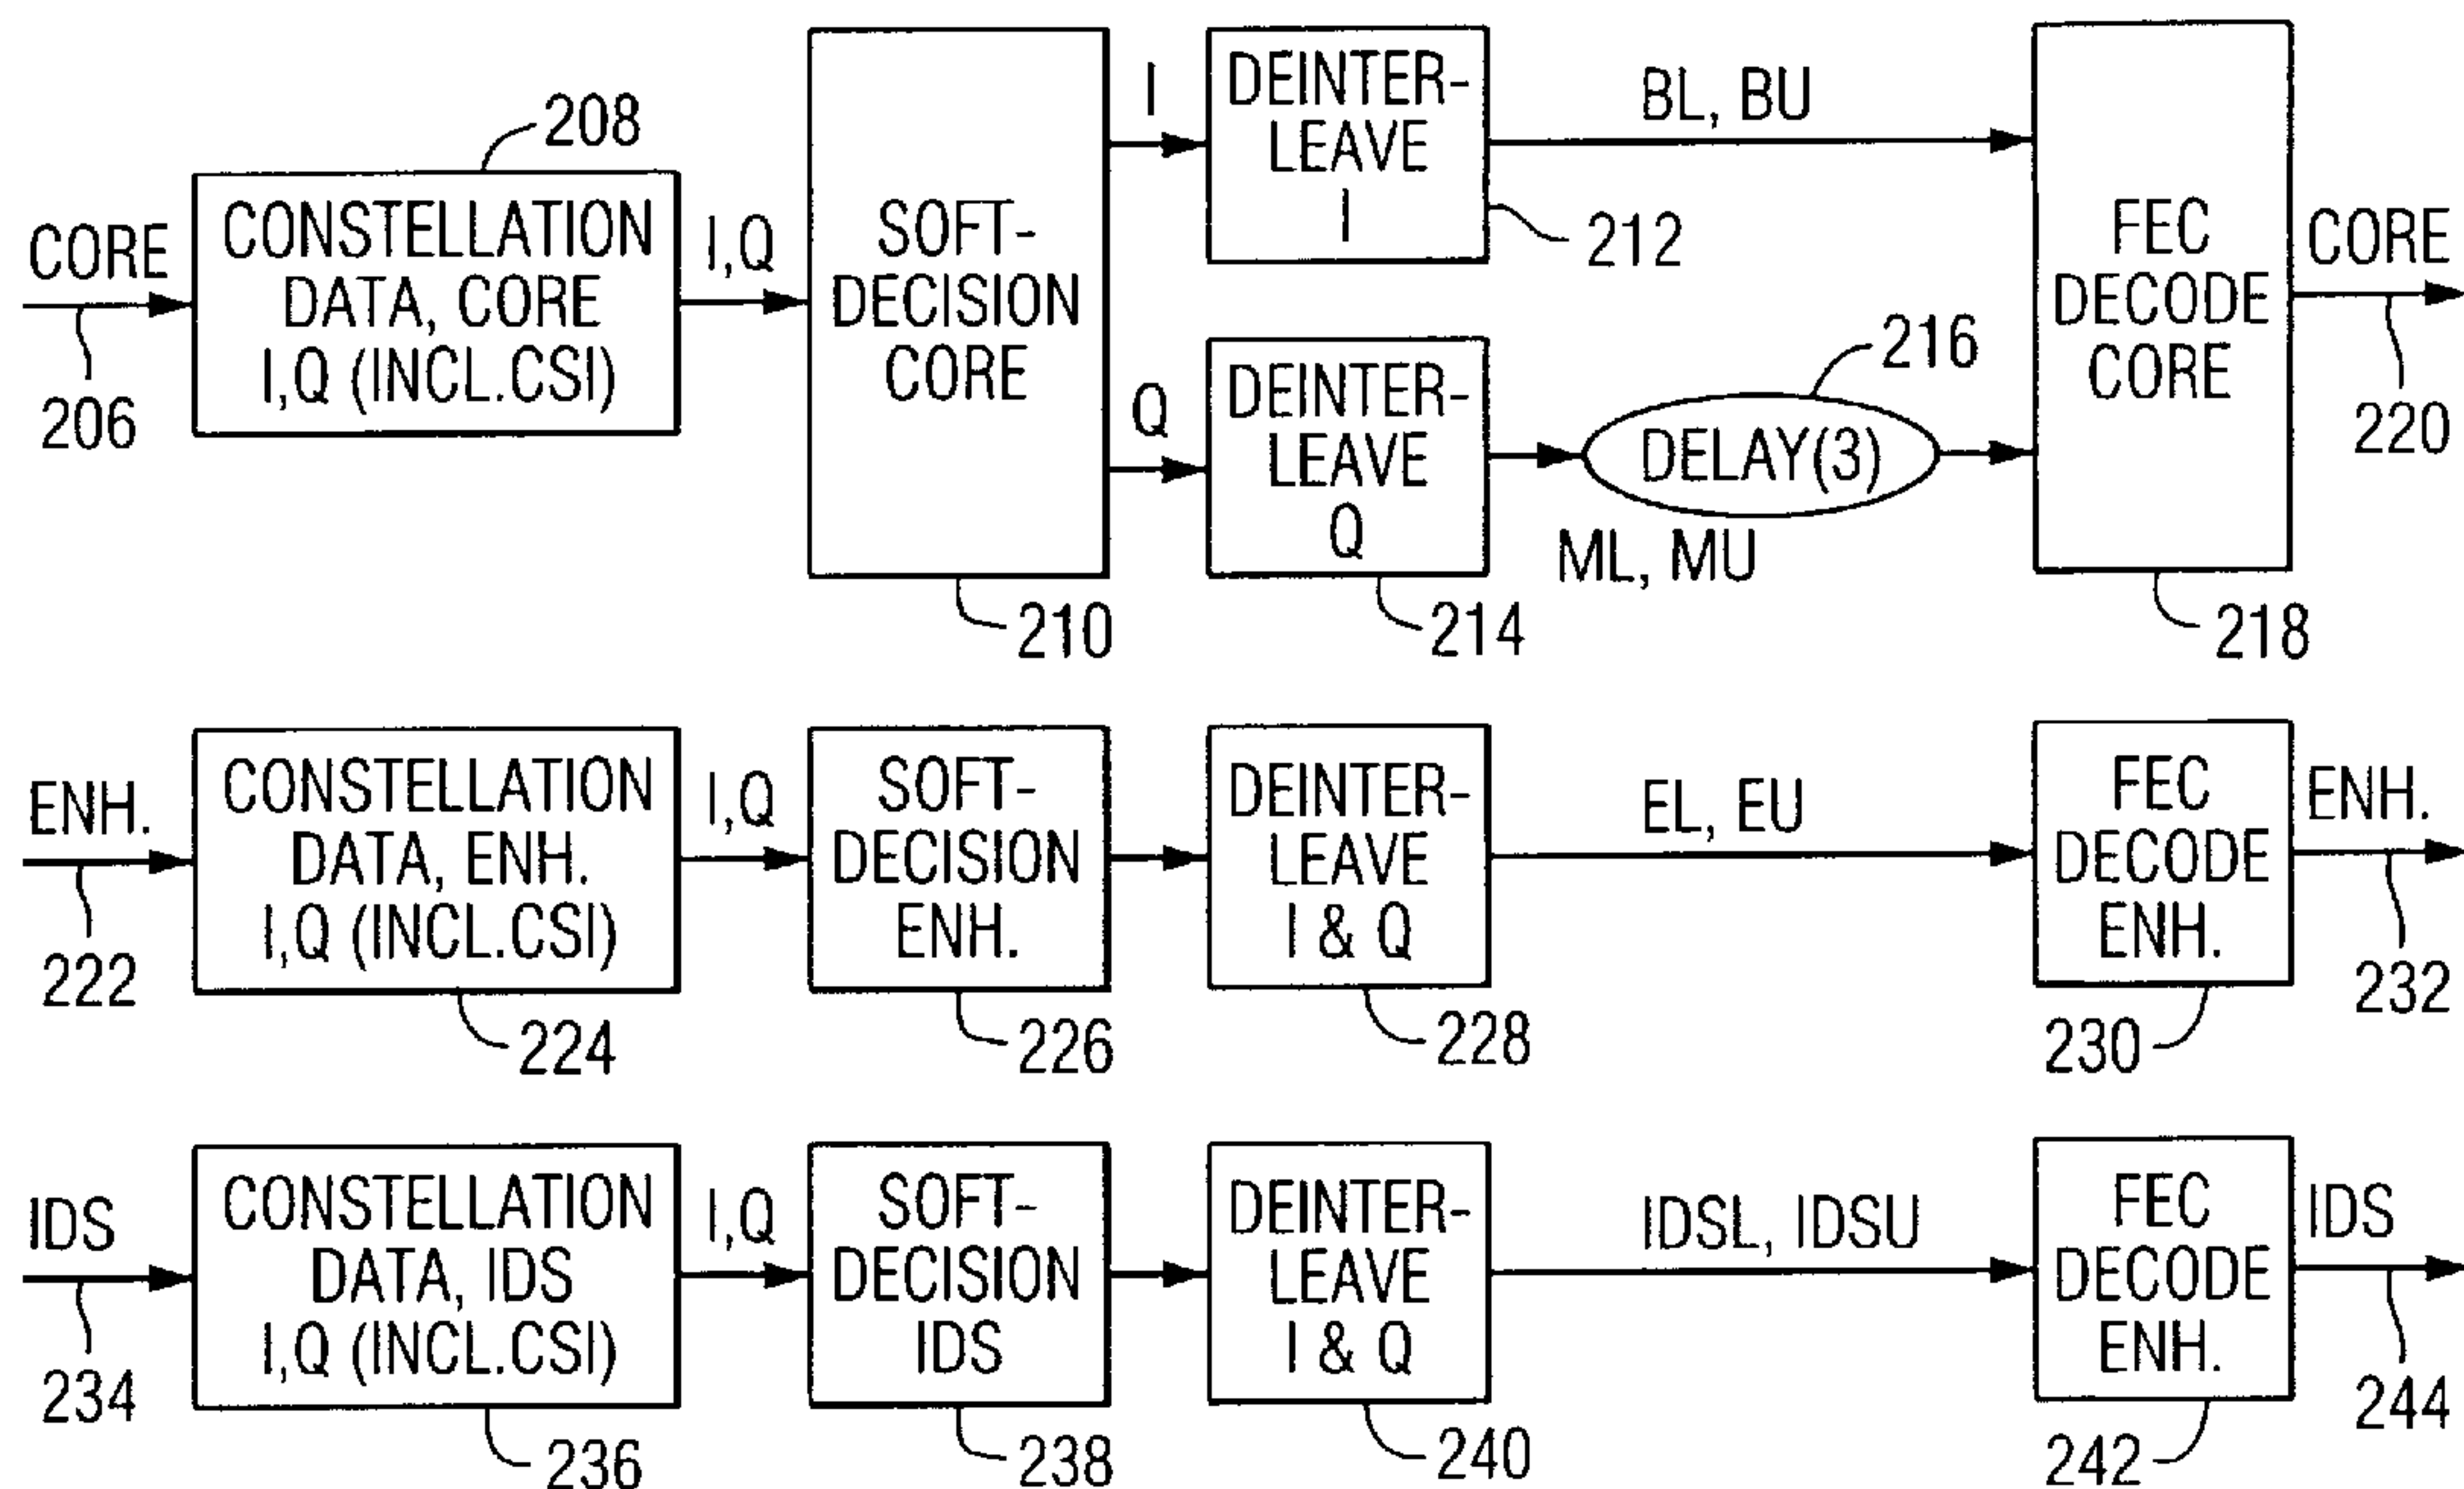 CORE
206
208
CONSTELLATION
DATA, CORE
I,Q (INCL.CSI)
I,Q
SOFT-
DECISION
CORE
210
I
DEINTER-
LEAVE
I
212
BL, BU
Q
DEINTER-
LEAVE
Q
214
DELAY(3)
216
ML, MU
FEC
DECODE
CORE
218
CORE
220
ENH.
222
CONSTELLATION
DATA, ENH.
I,Q (INCL.CSI)
224
I,Q
SOFT-
DECISION
ENH.
226
DEINTER-
LEAVE
I & Q
228
EL, EU
FEC
DECODE
ENH.
230
ENH.
232
IDS
234
CONSTELLATION
DATA, IDS
I,Q (INCL.CSI)
236
I,Q
SOFT-
DECISION
IDS
238
DEINTER-
LEAVE
I & Q
240
IDSL, IDSU
FEC
DECODE
ENH.
242
IDS
244